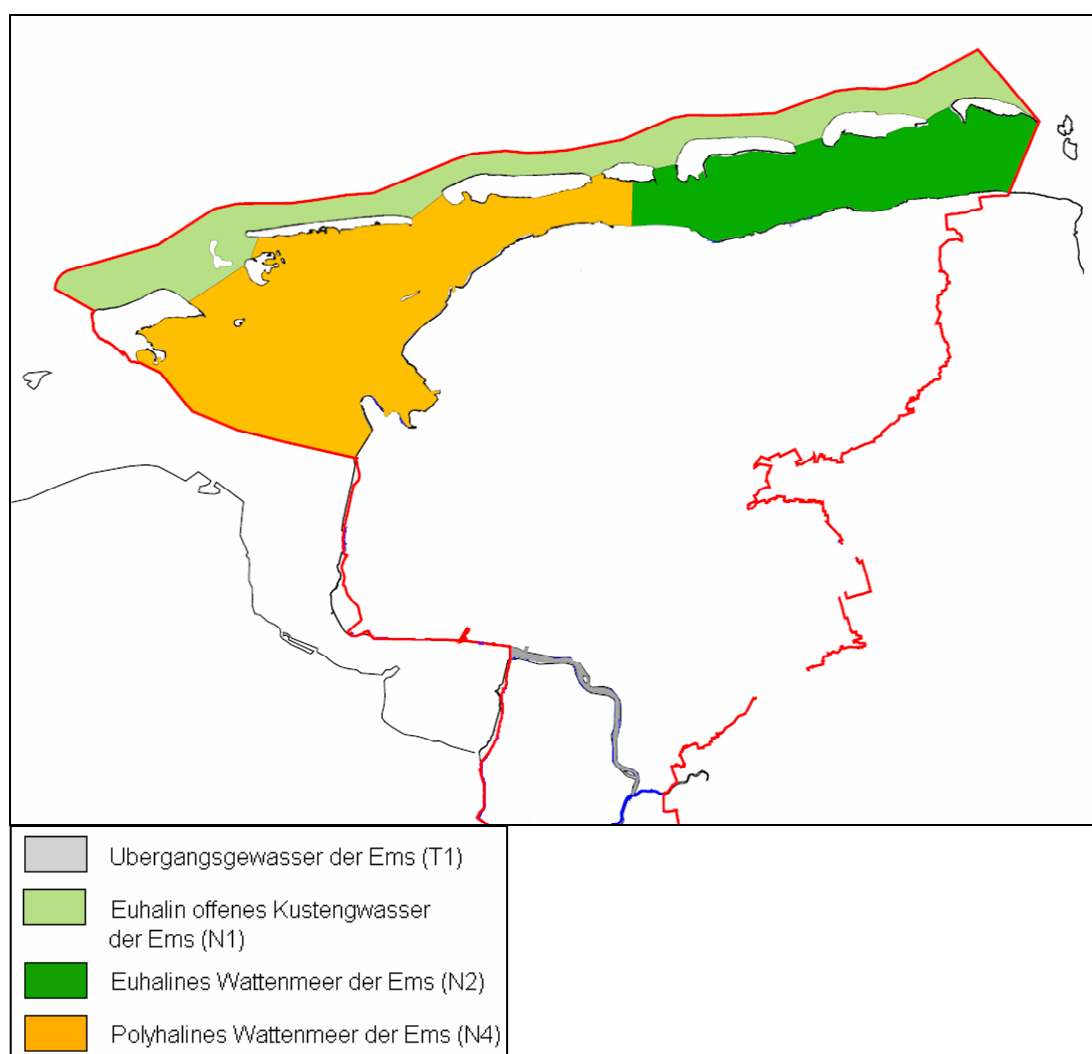 Ubergangsgewasser der Ems (T1)
Euhalin offenes Kustengwasser
der Ems (N1)
Euhalines Wattenmeer der Ems (N2)
Polyhalines Wattenmeer der Ems (N4)